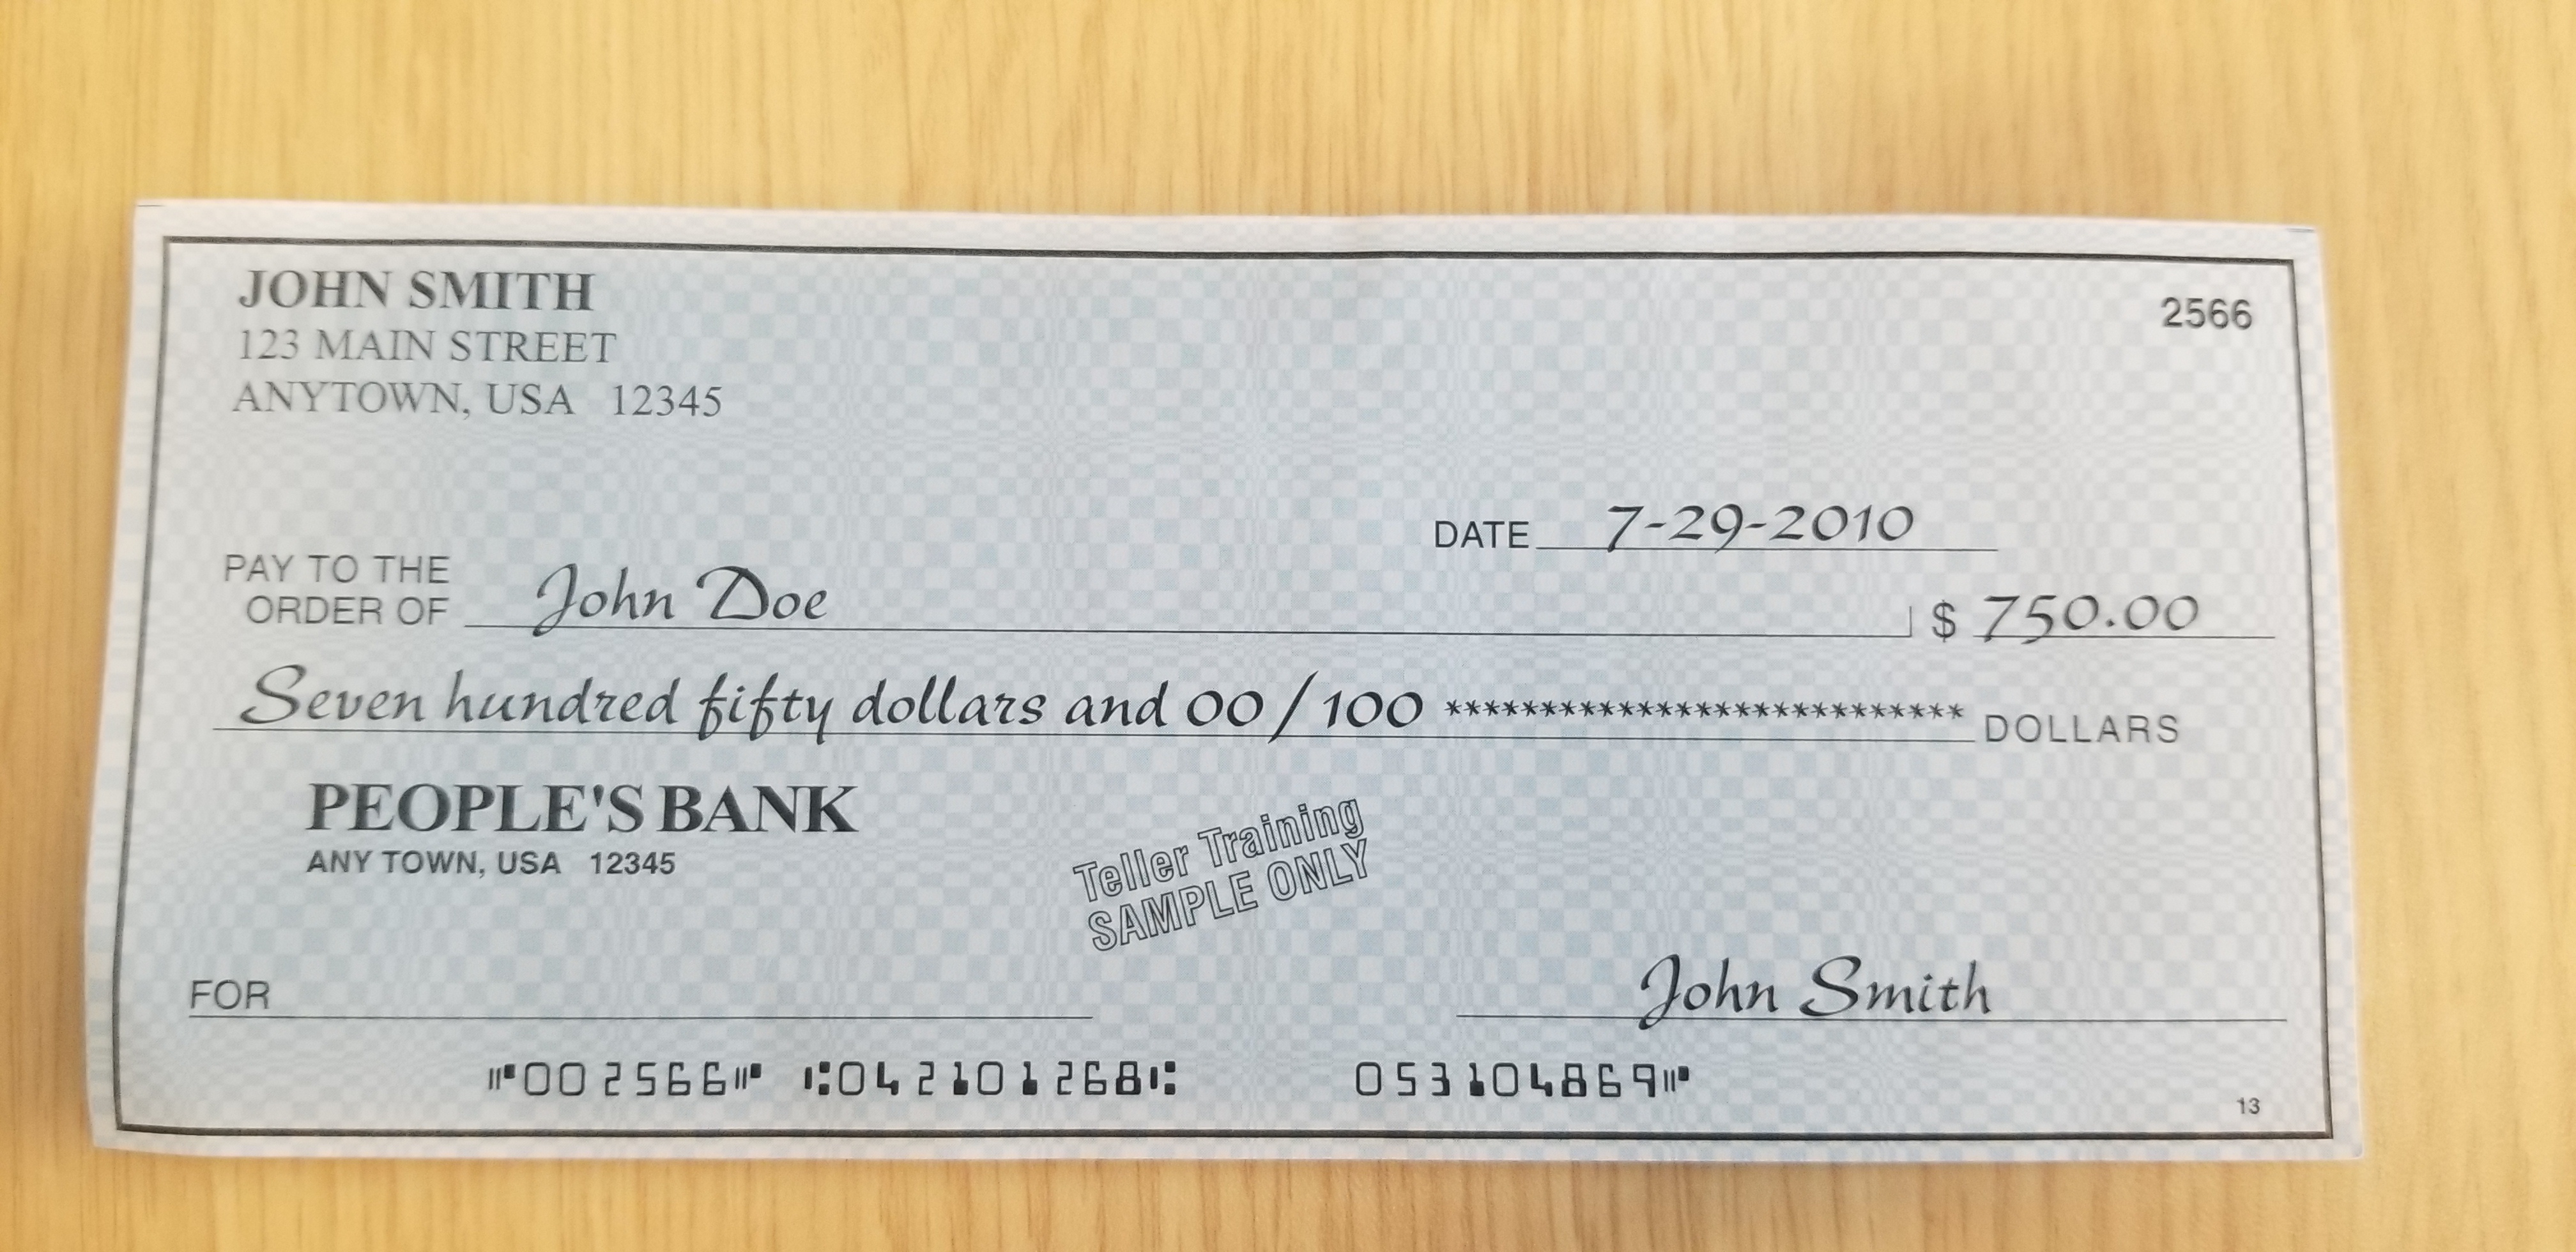 JOHN SMITH
123 MAIN STREET
ANYTOWN, USA 12345
2566
DATE 7-29-2010
PAY TO THE
ORDER OF John Doe $ 750.00
Seven hundred fifty dollars and 00/100 *************************** DOLLARS
PEOPLE'S BANK
ANY TOWN, USA 12345
Teller Training
SAMPLE ONLY
FOR
John Smith
⑈002566⑈ ⑆042101268⑆ 053104869⑈
13